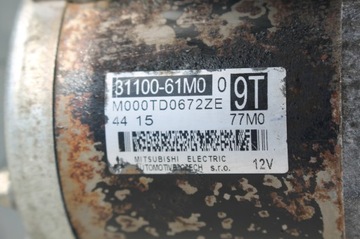 31100-61M0 0 9T
M000TD0672ZE
44 15 77M0
MITSUBISHI ELECTRIC
AUTOMOTIVE CZECH s.r.o. 12V